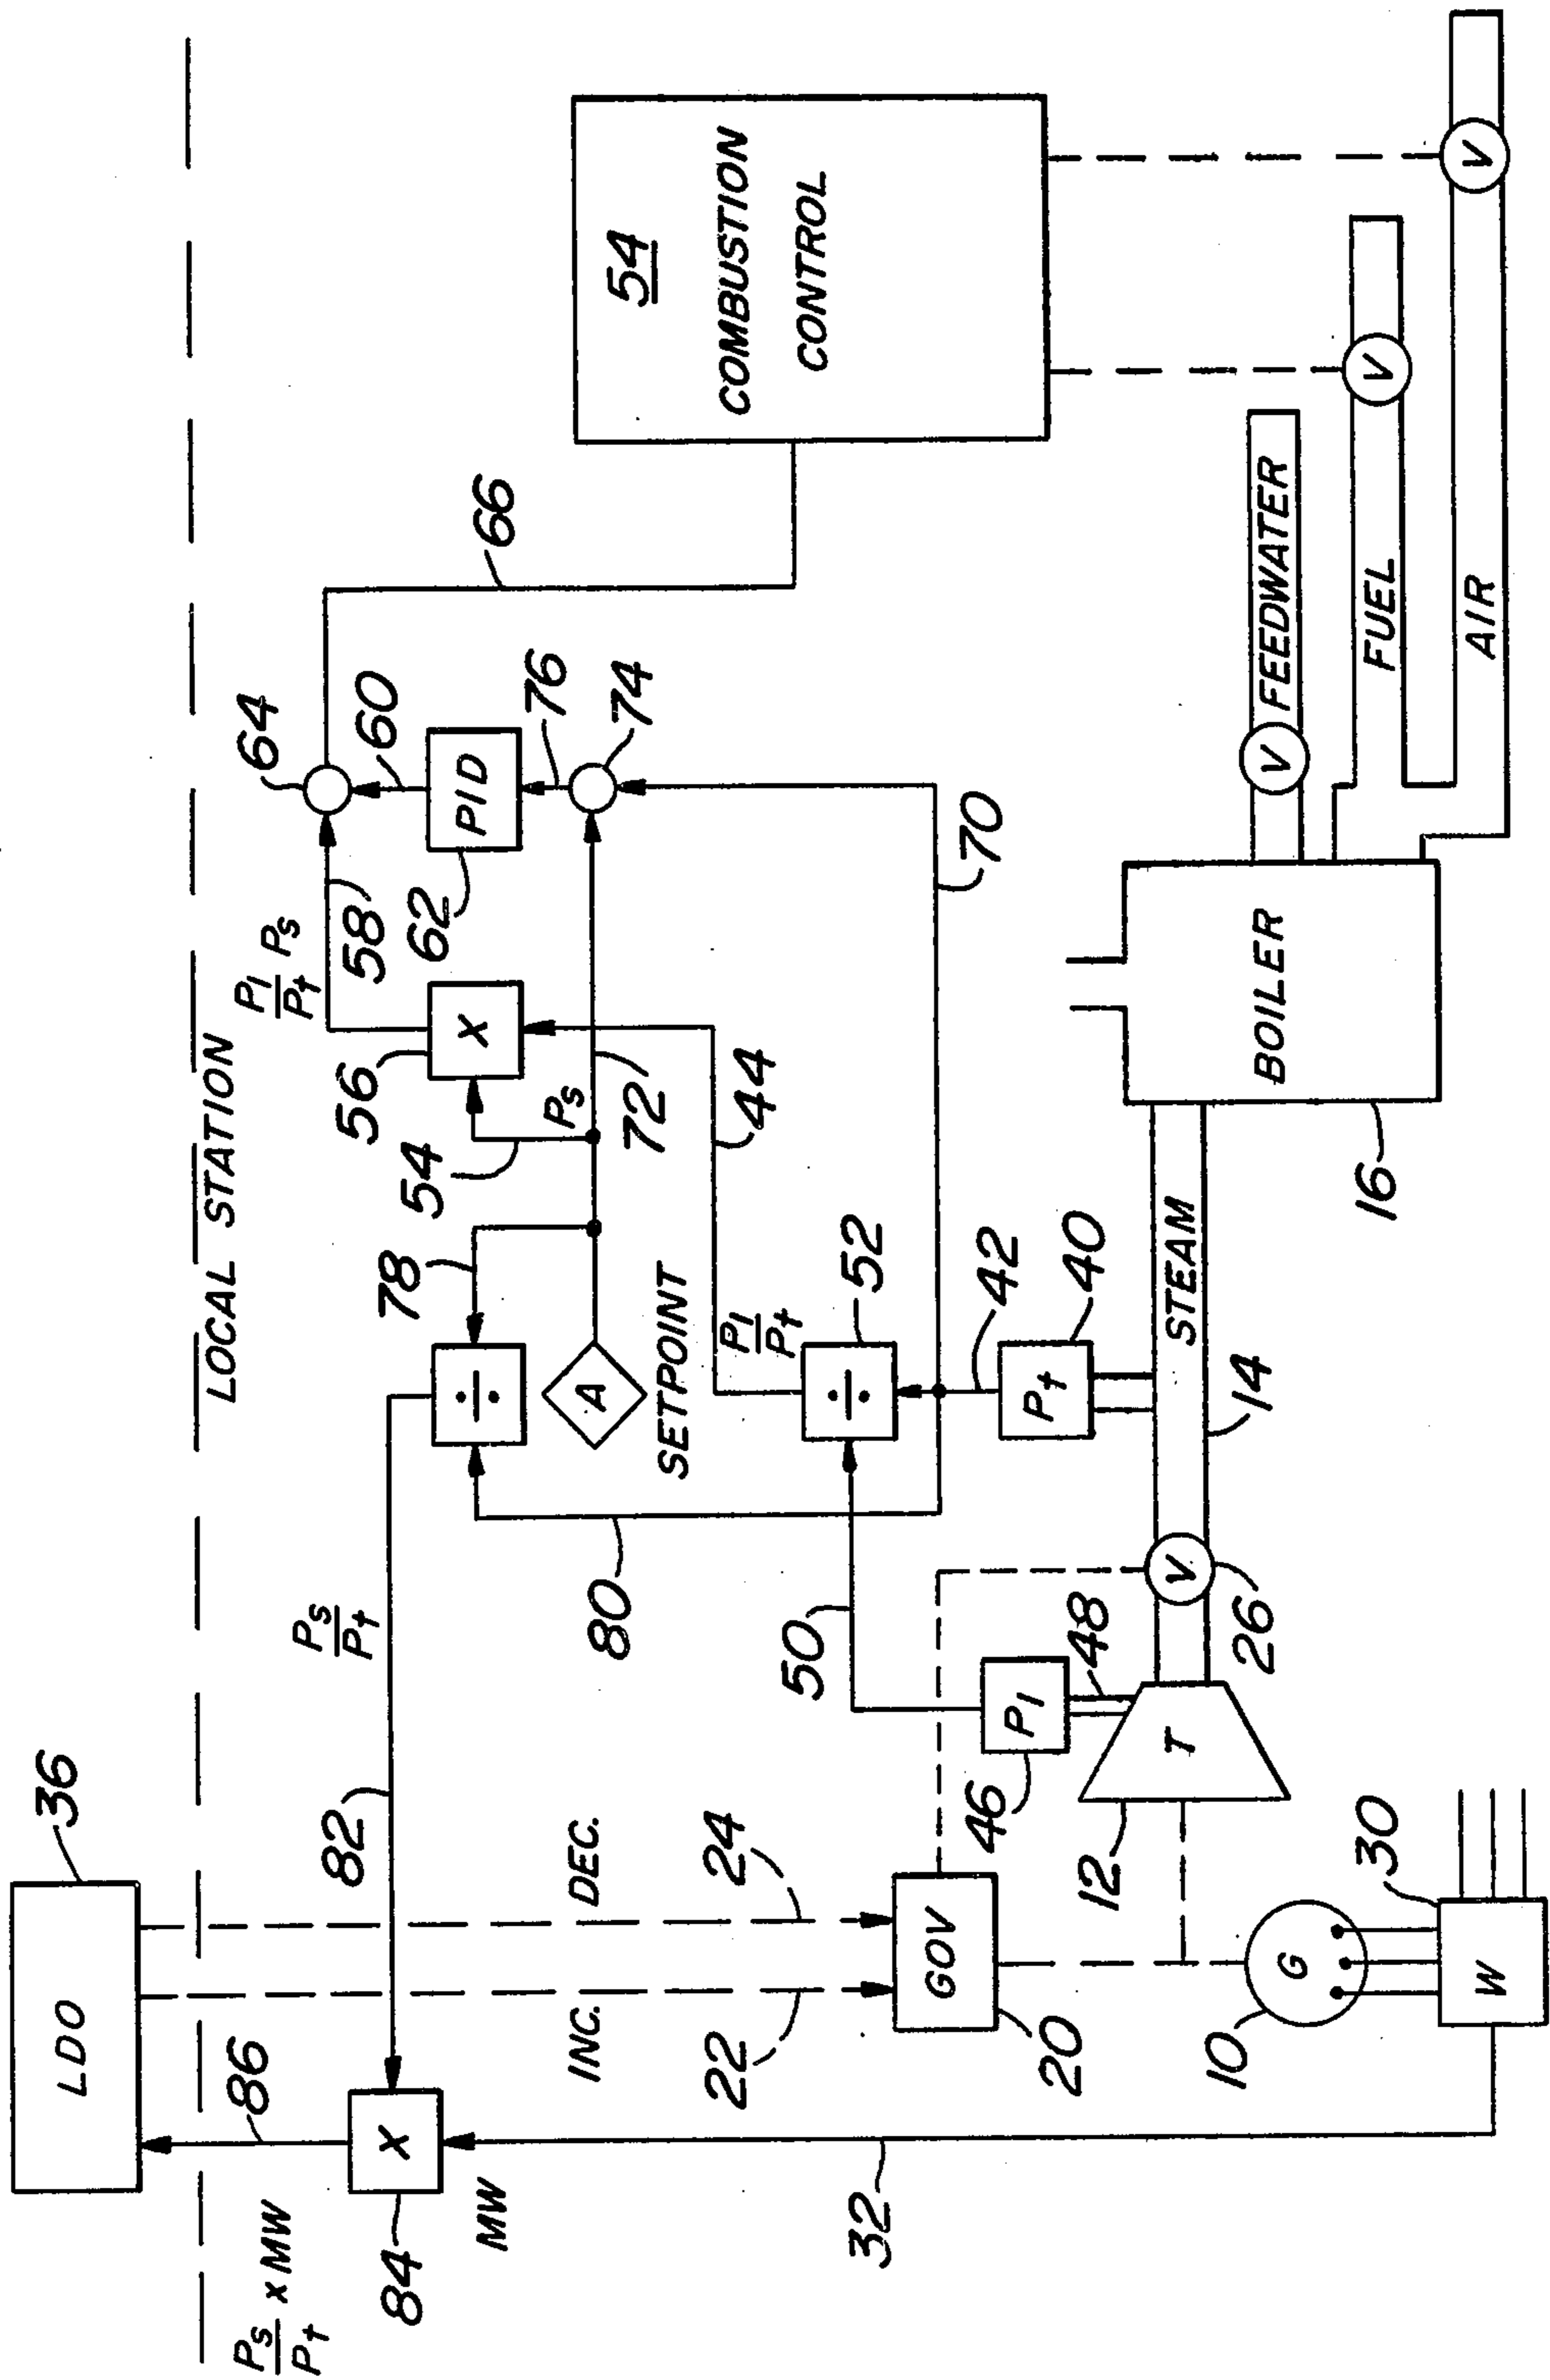 36
LDO
LOCAL STATION
Ps/Pt x MW
86
84
X
MW
82
Ps/Pt
INC.
DEC.
22
24
78
÷
80
A
SETPOINT
54
Ps
56
X
P1/Pt Ps
58
64
60
62
PID
76
74
72
66
54
COMBUSTION
CONTROL
44
P1/Pt
52
÷
50
70
42
40
Pt
GOV
20
46
P1
48
12
T
26
V
STEAM
14
BOILER
16
V
FEEDWATER
FUEL
V
AIR
V
10
G
30
W
32